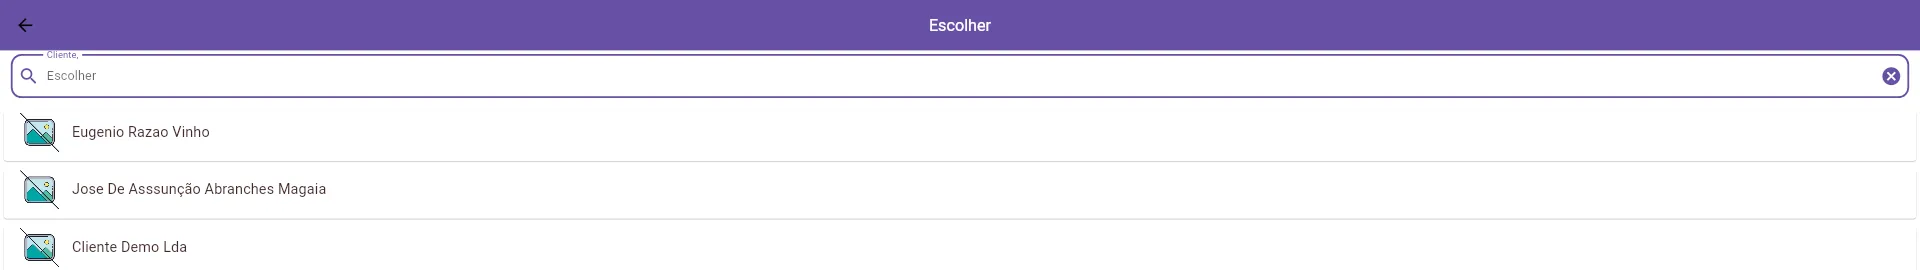 Escolher
Cliente,
Escolher
Eugenio Razao Vinho
Jose De Asssunção Abranches Magaia
Cliente Demo Lda